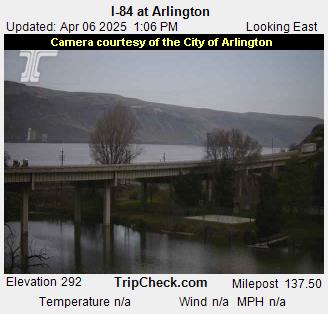 I-84 at Arlington
Updated: Apr 06 2025 1:06 PM Looking East
Camera courtesy of the City of Arlington
Elevation 292 TripCheck.com Milepost 137.50
Temperature n/a Wind n/a MPH n/a